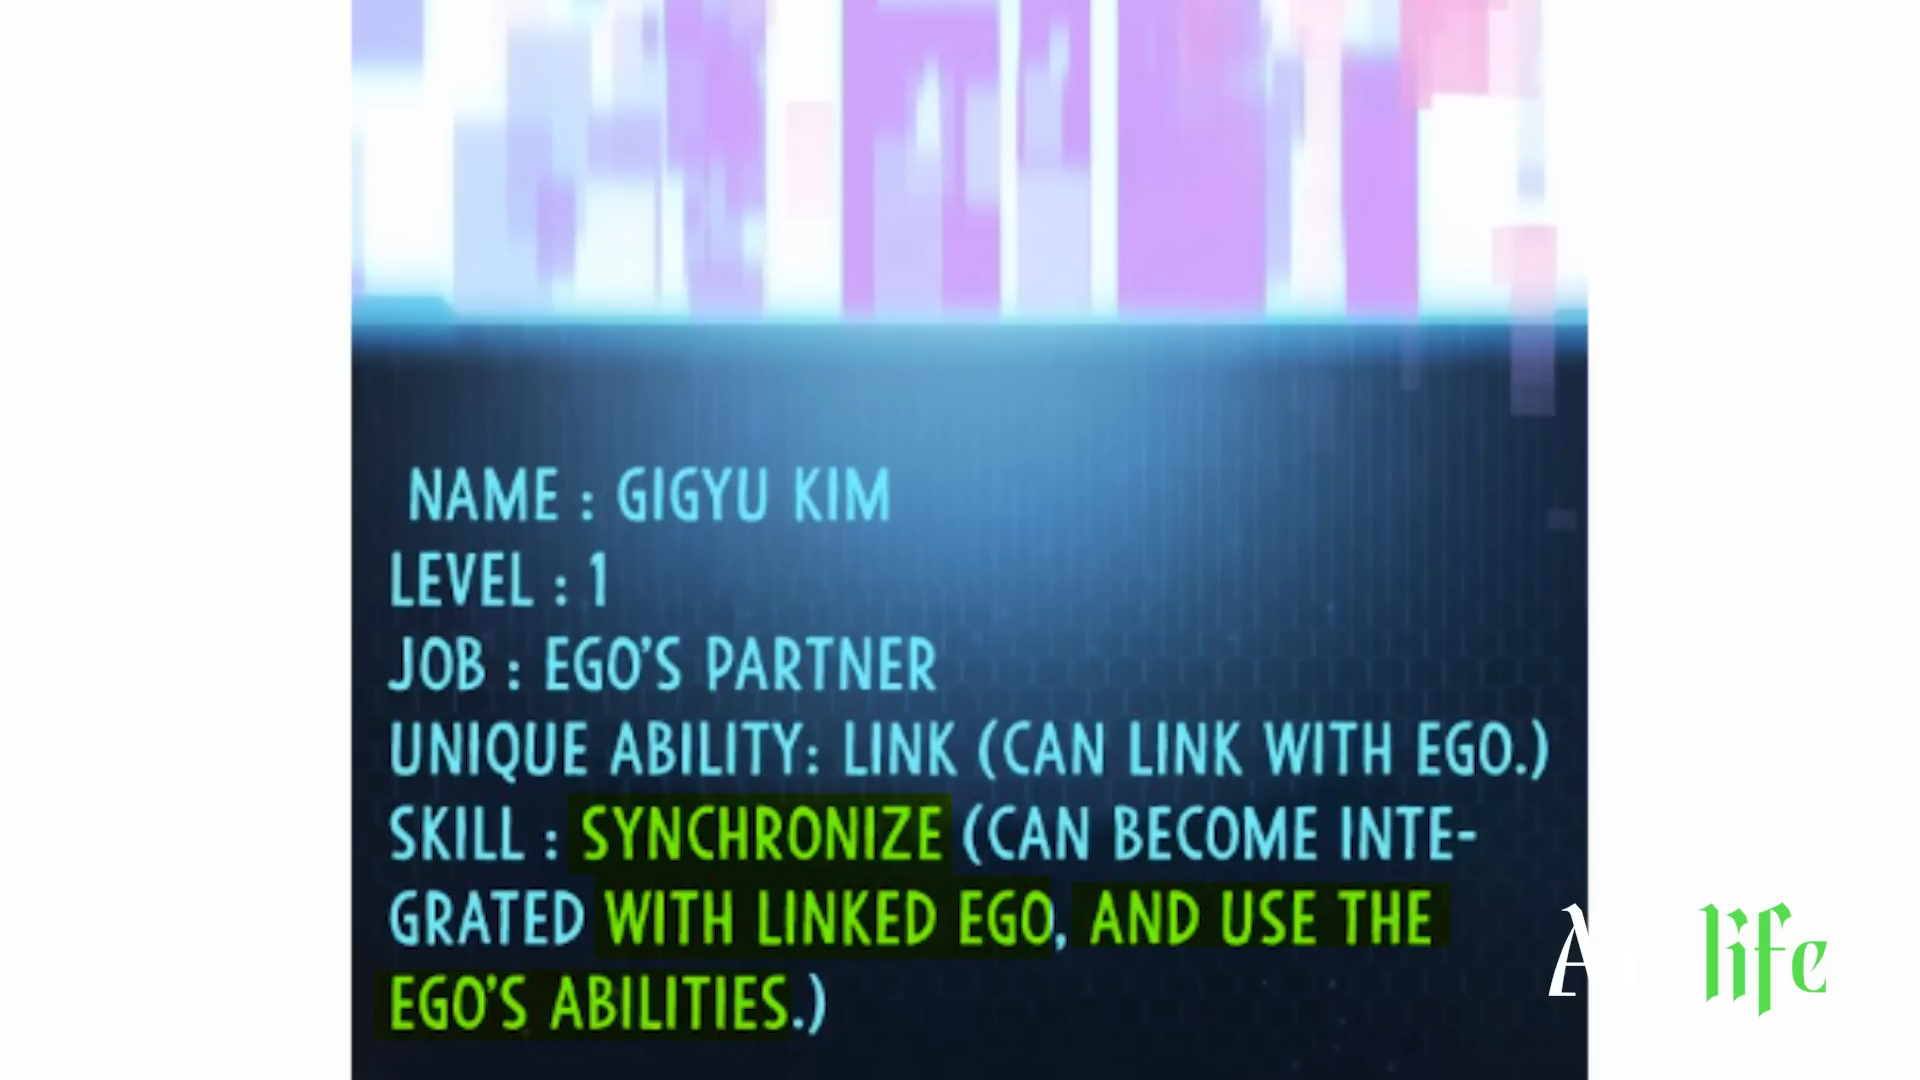 NAME : GIGYU KIM
LEVEL : 1
JOB : EGO'S PARTNER
UNIQUE ABILITY: LINK (CAN LINK WITH EGO.)
SKILL : SYNCHRONIZE (CAN BECOME INTE-
GRATED WITH LINKED EGO, AND USE THE
EGO'S ABILITIES.)
Anilife